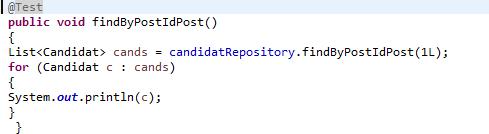 @Test
public void findByPostIdPost()
{
List<Candidat> cands = candidatRepository.findByPostIdPost(1L);
for (Candidat c : cands)
{
System.out.println(c);
}
}